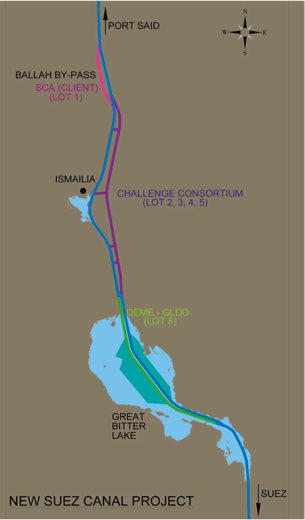 PORT SAID
N
W E
S
BALLAH BY-PASS
SCA (CLIENT)
(LOT 1)
ISMAILIA
CHALLENGE CONSORTIUM
(LOT 2, 3, 4, 5)
DEME - GLDD
(LOT 6)
GREAT
BITTER
LAKE
SUEZ
NEW SUEZ CANAL PROJECT